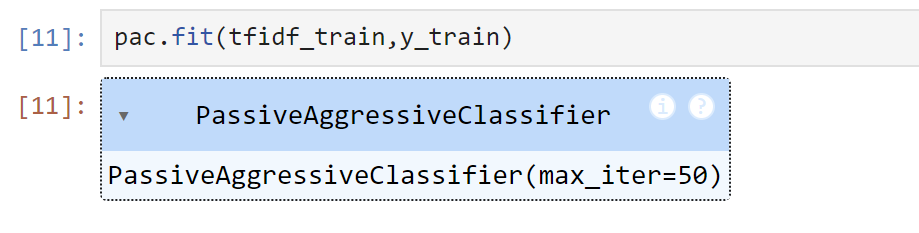 [11]: pac.fit(tfidf_train,y_train)
[11]: ▼ PassiveAggressiveClassifier i ?
PassiveAggressiveClassifier(max_iter=50)